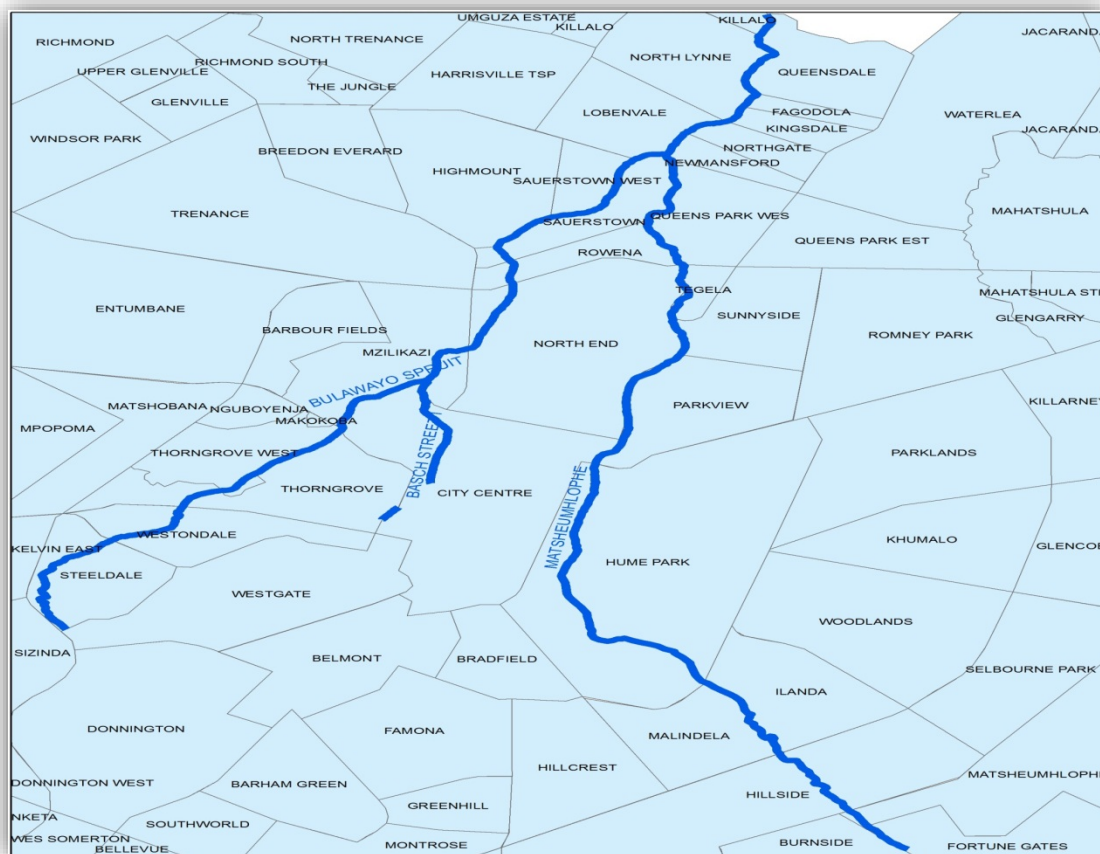 UMGUZA ESTATE
KILLALO
KILLALO
JACARANDA
RICHMOND
NORTH TRENANCE
RICHMOND SOUTH
NORTH LYNNE
UPPER GLENVILLE
HARRISVILLE TSP
QUEENSDALE
THE JUNGLE
GLENVILLE
LOBENVALE
FAGODOLA
WATERLEA
KINGSDALE
JACARANDA
WINDSOR PARK
BREEDON EVERARD
NORTHGATE
HIGHMOUNT
NEWMANSFORD
SAUERSTOWN WEST
TRENANCE
SAUERSTOWN
QUEENS PARK WES
MAHATSHULA
QUEENS PARK EST
ROWENA
TEGELA
MAHATSHULA STH
ENTUMBANE
SUNNYSIDE
GLENGARRY
BARBOUR FIELDS
ROMNEY PARK
NORTH END
MZILIKAZI
BULAWAYO SPRUIT
MATSHOBANA
NGUBOYENJA
PARKVIEW
KILLARNEY
MAKOKOBA
MPOPOMA
THORNGROVE WEST
BASCH STREET
PARKLANDS
THORNGROVE
CITY CENTRE
MATSHEUMHLOPHE
WESTONDALE
KELVIN EAST
KHUMALO
GLENCOE
STEELDALE
HUME PARK
WESTGATE
WOODLANDS
SIZINDA
BELMONT
BRADFIELD
SELBOURNE PARK
ILANDA
DONNINGTON
FAMONA
MALINDELA
HILLCREST
MATSHEUMHLOPHE
DONNINGTON WEST
BARHAM GREEN
HILLSIDE
GREENHILL
NKETA
SOUTHWORLD
WES SOMERTON
BELLEVUE
MONTROSE
BURNSIDE
FORTUNE GATES